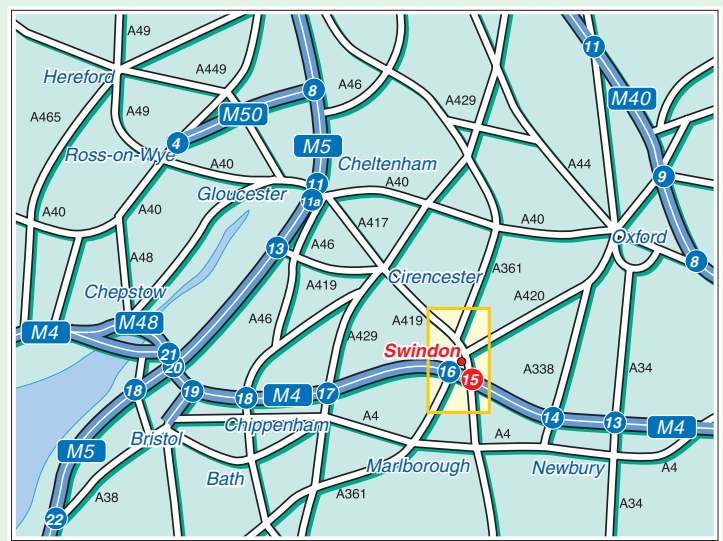 A49
A449
A46
A429
11
Hereford
A465
A49
M50
8
M40
4
M5
Ross-on-Wye
A40
Cheltenham
A44
9
11
Gloucester
A40
11a
A40
A40
A417
A40
Oxford
13
A46
A48
8
Cirencester
A361
Chepstow
A419
A420
M48
A46
A419
M4
A429
Swindon
21
20
16
15
A338
A34
18
19
18
M4
17
14
13
M4
Bristol
Chippenham
A4
A4
M5
Marlborough
Newbury
A4
Bath
A38
A361
A34
22